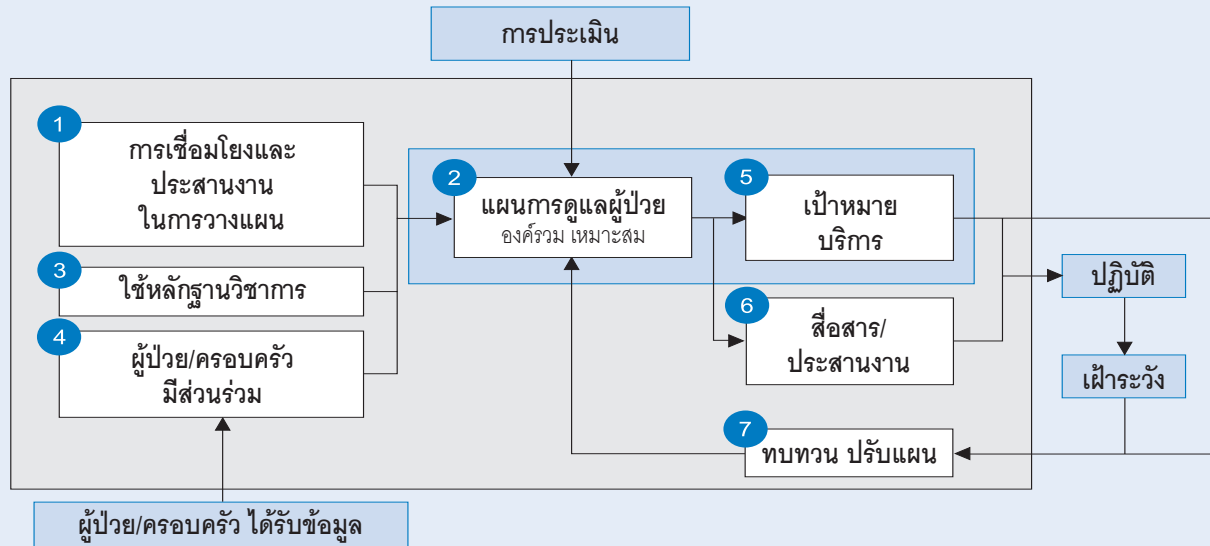 การประเมิน
1
การเชื่อมโยงและ
ประสานงาน
ในการวางแผน
2
แผนการดูแลผู้ป่วย
องค์รวม เหมาะสม
5
เป้าหมาย
บริการ
3
ใช้หลักฐานวิชาการ
4
ผู้ป่วย/ครอบครัว
มีส่วนร่วม
6
สื่อสาร/
ประสานงาน
ปฏิบัติ
เฝ้าระวัง
7
ทบทวน ปรับแผน
ผู้ป่วย/ครอบครัว ได้รับข้อมูล